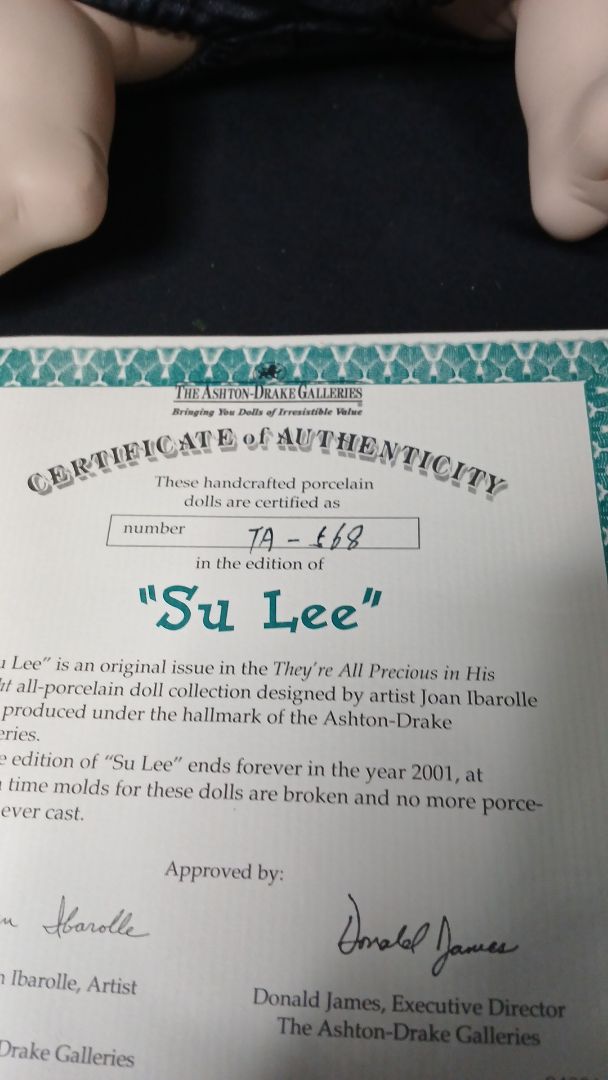 THE ASHTON-DRAKE GALLERIES
Bringing You Dolls of Irresistible Value
CERTIFICATE of AUTHENTICITY
These handcrafted porcelain
dolls are certified as
number TA -
in the edition of
"Su Lee"
Lee" is an original issue in the They're All Precious in His
all-porcelain doll collection designed by artist Joan Ibarolle
produced under the hallmark of the Ashton-Drake
edition of "Su Lee" ends forever in the year 2001, at
time molds for these dolls are broken and no more porce-
ever cast.
Approved by:
Ibarolle
Donald James
Ibarolle, Artist
Donald James, Executive Director
The Ashton-Drake Galleries
Drake Galleries